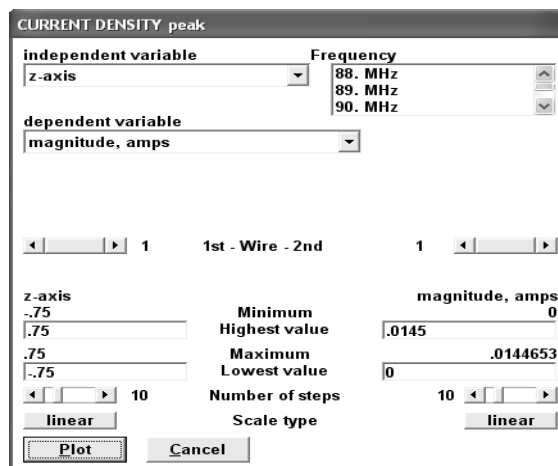 CURRENT DENSITY peak
independent variable Frequency
z-axis 88. MHz
89. MHz
90. MHz
dependent variable
magnitude, amps
1 1st - Wire - 2nd 1
z-axis magnitude, amps
-.75 Minimum 0
.75 Highest value .0145
.75 Maximum .0144653
-.75 Lowest value 0
10 Number of steps 10
linear Scale type linear
Plot Cancel